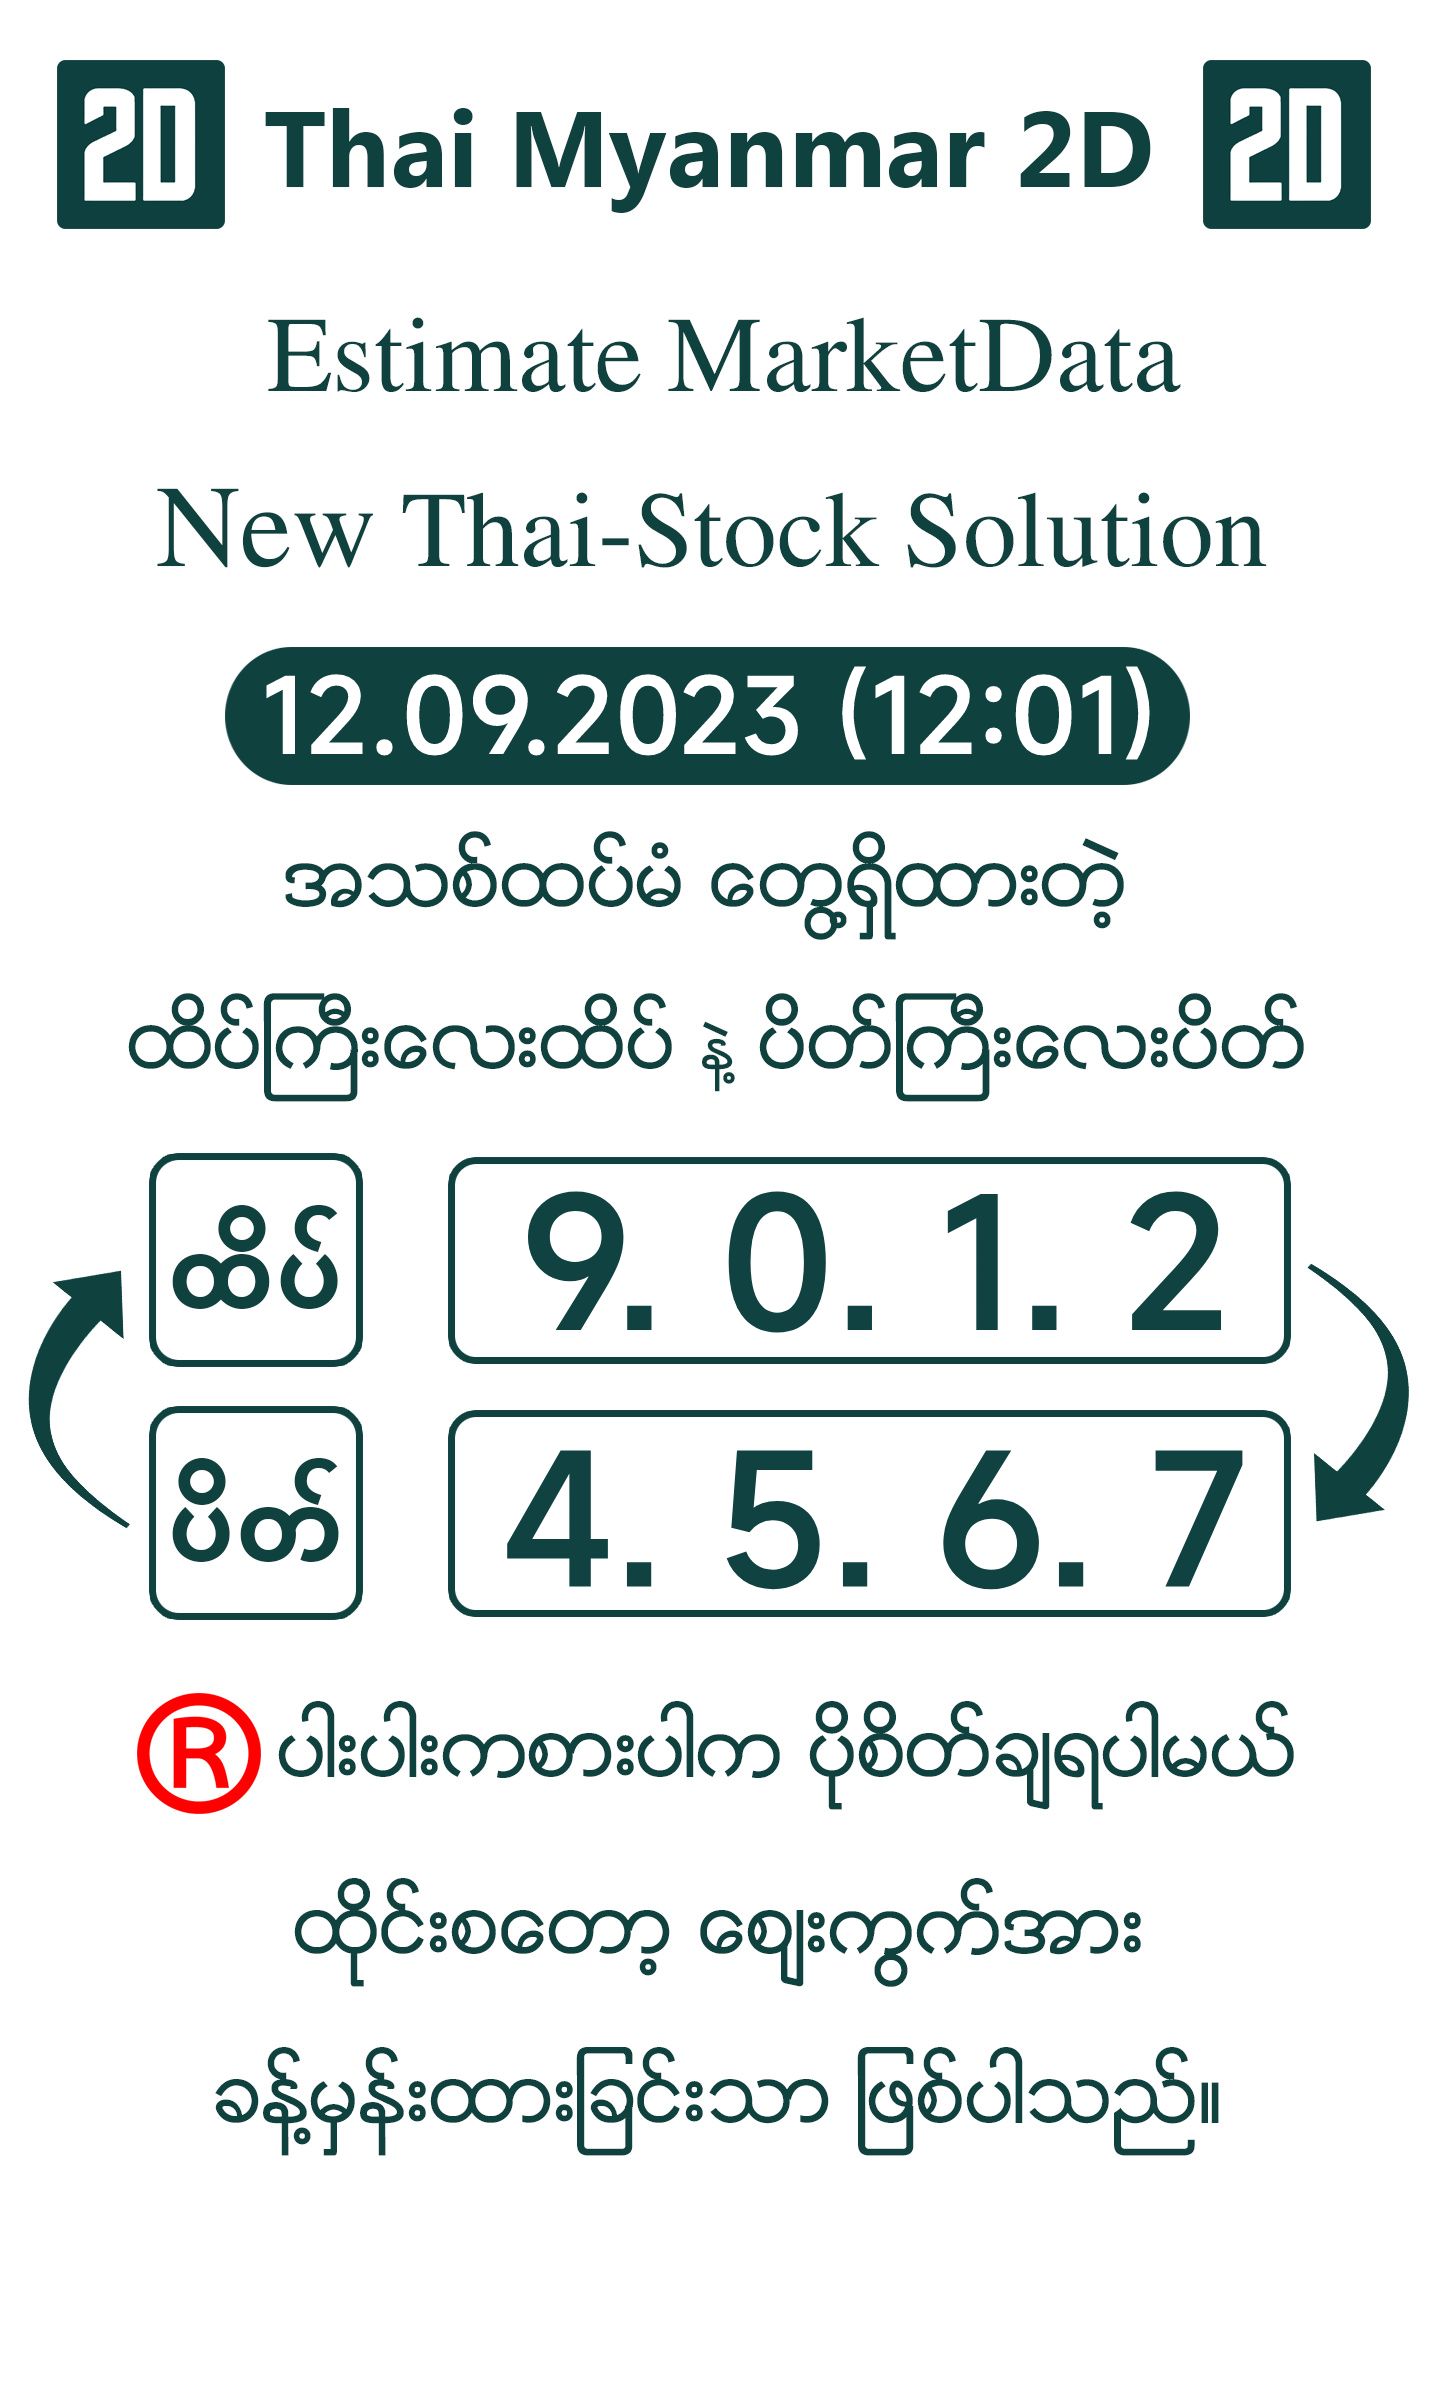 2D Thai Myanmar 2D 2D
Estimate MarketData
New Thai-Stock Solution
12.09.2023 (12:01)
အသစ်ထပ်မံ တွေ့ရှိထားတဲ့
ထိပ်ကြီးလေးထိပ် နဲ့ ပိတ်ကြီးလေးပိတ်
ထိပ် 9. 0. 1. 2
ပိတ် 4. 5. 6. 7
® ပါးပါးကစားပါက ပိုစိတ်ချရပါမယ်
ထိုင်းစတော့ ဈေးကွက်အား
ခန့်မှန်းထားခြင်းသာ ဖြစ်ပါသည်။